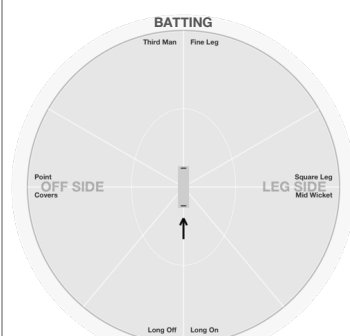 BATTING
Third Man Fine Leg
Point Square Leg
OFF SIDE LEG SIDE
Covers Mid Wicket
Long Off Long On